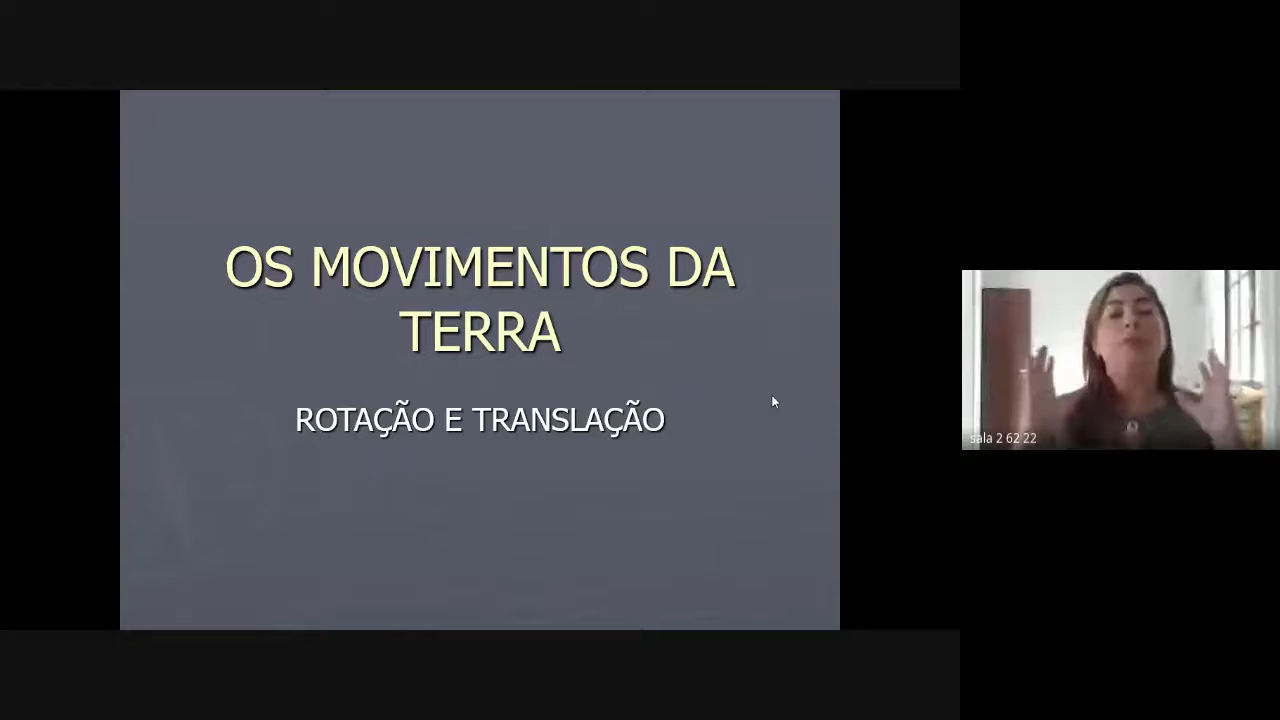 OS MOVIMENTOS DA
TERRA
ROTAÇÃO E TRANSLAÇÃO
sala 2 62 22